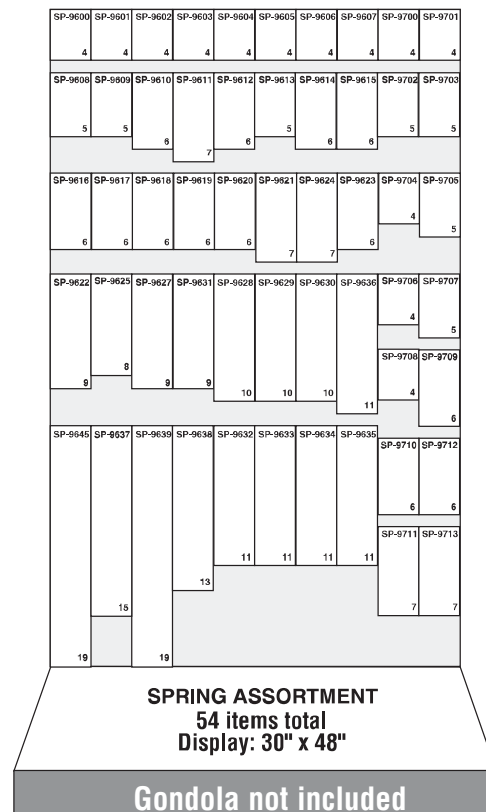 SP-9600 SP-9601 SP-9602 SP-9603 SP-9604 SP-9605 SP-9606 SP-9607 SP-9700 SP-9701
4 4 4 4 4 4 4 4 4 4
SP-9608 SP-9609 SP-9610 SP-9611 SP-9612 SP-9613 SP-9614 SP-9615 SP-9702 SP-9703
5 5 6 7 6 5 6 6 5 5
SP-9616 SP-9617 SP-9618 SP-9619 SP-9620 SP-9621 SP-9624 SP-9623 SP-9704 SP-9705
6 6 6 6 6 7 7 6 4 5
SP-9622 SP-9625 SP-9627 SP-9631 SP-9628 SP-9629 SP-9630 SP-9636 SP-9706 SP-9707
9 8 9 9 10 10 10 11 4 5
SP-9708 SP-9709
4 6
SP-9645 SP-9637 SP-9639 SP-9638 SP-9632 SP-9633 SP-9634 SP-9635
19 15 19 13 11 11 11 11
SP-9710 SP-9712
6 6
SP-9711 SP-9713
7 7
SPRING ASSORTMENT
54 items total
Display: 30" x 48"
Gondola not included